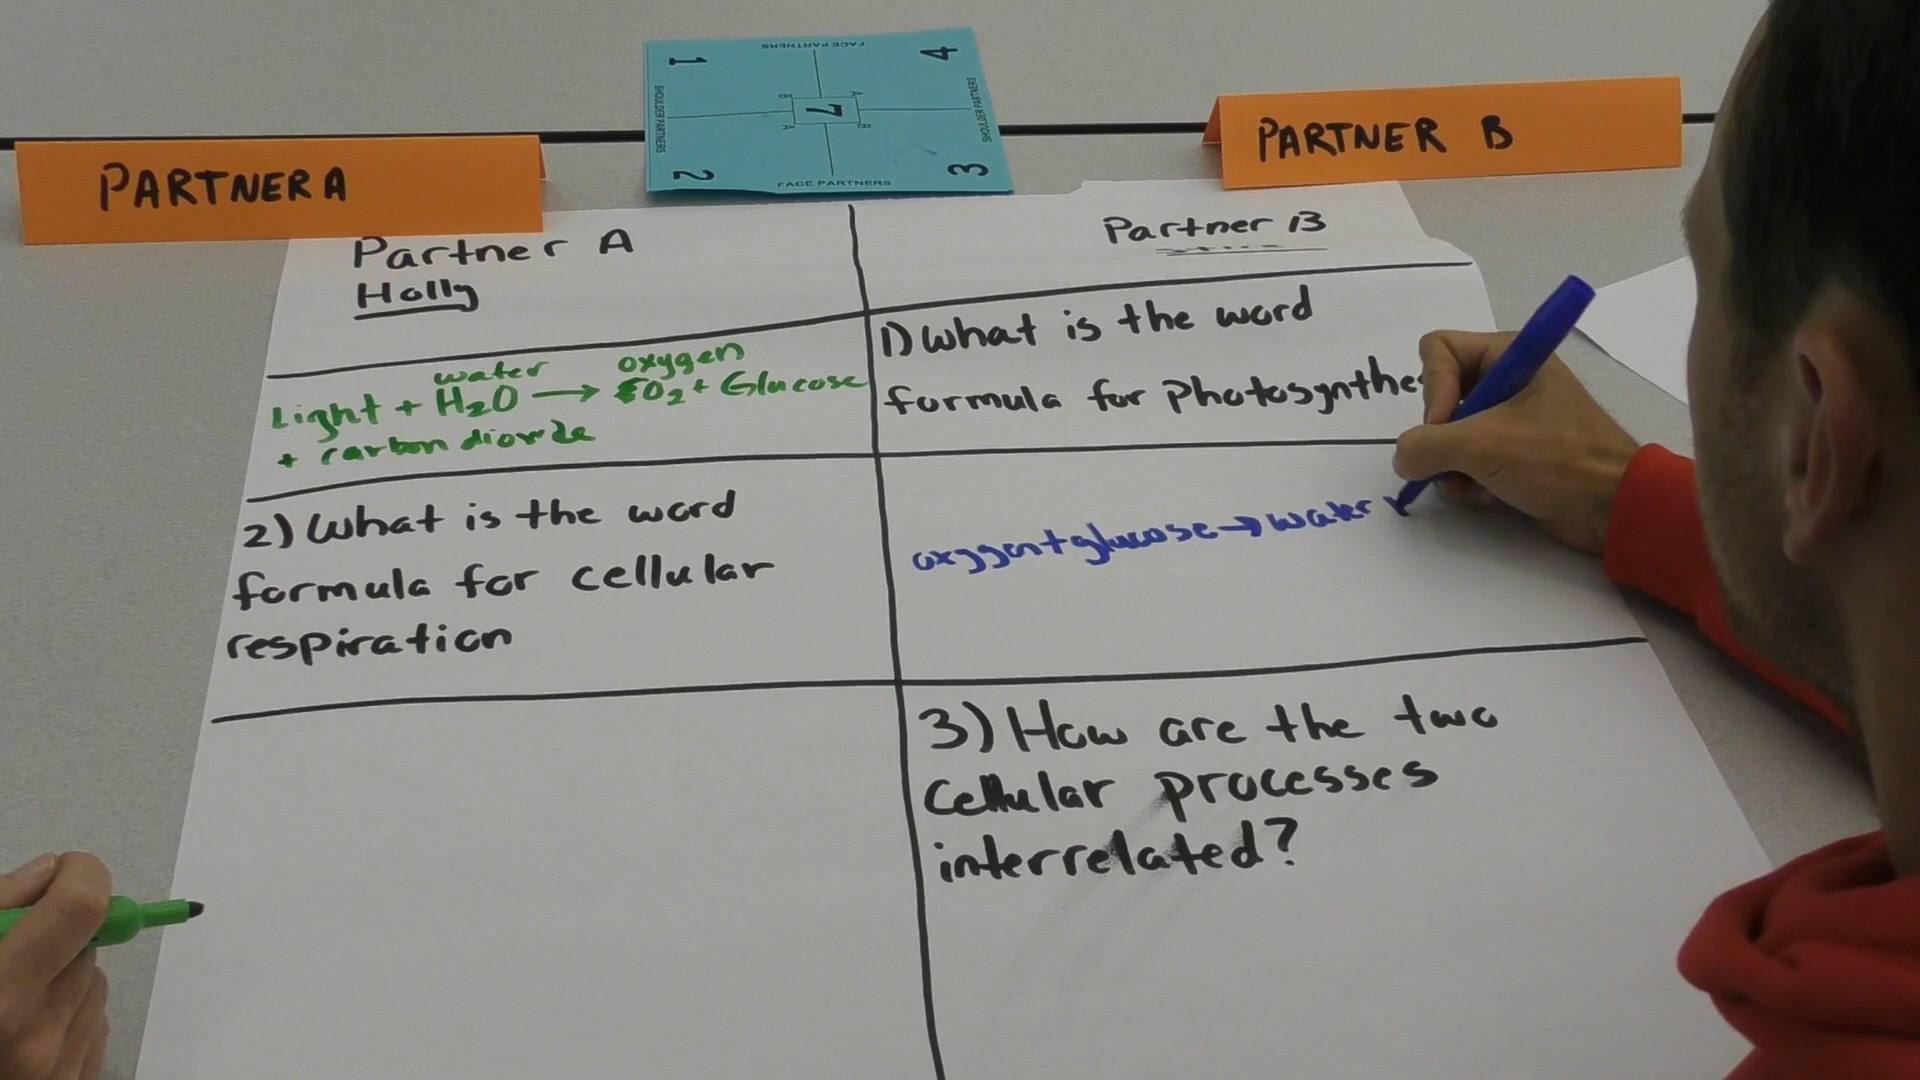 FACE PARTNERS
1
4
SHOULDER PARTNERS
SHOULDER PARTNERS
B
A
7
A
B
2
3
FACE PARTNERS
PARTNER A
PARTNER B
Partner A
Holly
Partner B
water oxygen
Light + H2O → O2 + Glucose
+ carbon dioxide
1) What is the word
formula for Photosynthe
2) What is the word
formula for cellular
respiration
oxygen + glucose → water
3) How are the two
cellular processes
interrelated?